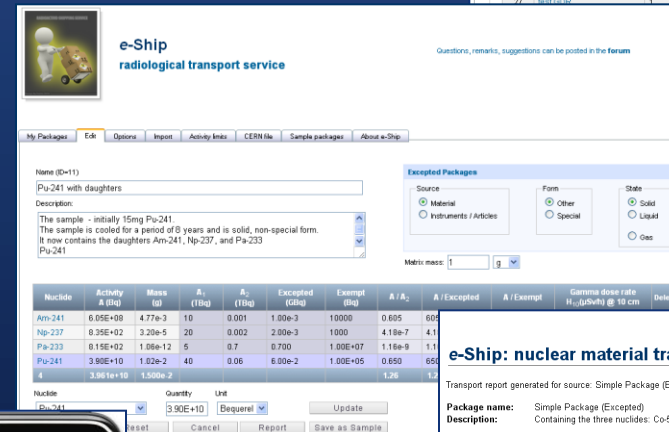 e-Ship
radiological transport service
Questions, remarks, suggestions can be posted in the forum
My Packages Edit Options Import Activity limits CERN file Sample packages About e-Ship
Name (ID=11)
Pu-241 with daughters
Description:
The sample - initially 15mg Pu-241.
The sample is cooled for a period of 8 years and is solid, non-special form.
It now contains the daughters Am-241, Np-237, and Pa-233
Pu-241
Excepted Packages
Source Form State
Material Other Solid
Instruments / Articles Special Liquid
Gas
Matrix mass: 1 g
Nuclide Activity A (Bq) Mass (g) A1 (TBq) A2 (TBq) Excepted (GBq) Exempt (Bq) A / A2 A / Excepted A / Exempt Gamma dose rate H10(µSv/h) @ 10 cm
Am-241 6.05E+08 4.77e-3 10 0.001 1.00e-3 10000 0.605
Np-237 8.35E+02 3.20e-5 20 0.002 2.00e-3 1000 4.18e-7
Pa-233 8.15E+02 1.06e-12 5 0.7 0.700 1.00E+07 1.16e-9
Pu-241 3.90E+10 1.02e-2 40 0.06 6.00e-2 1.00E+05 0.650
4 3.961e+10 1.500e-2 1.26
Nuclide Quantity Unit
Pu-241 3.90E+10 Bequerel Update
Cancel Report Save as Sample
e-Ship: nuclear material
Transport report generated for source: Simple Package
Package name: Simple Package (Excepted)
Description: Containing the three nuclides: